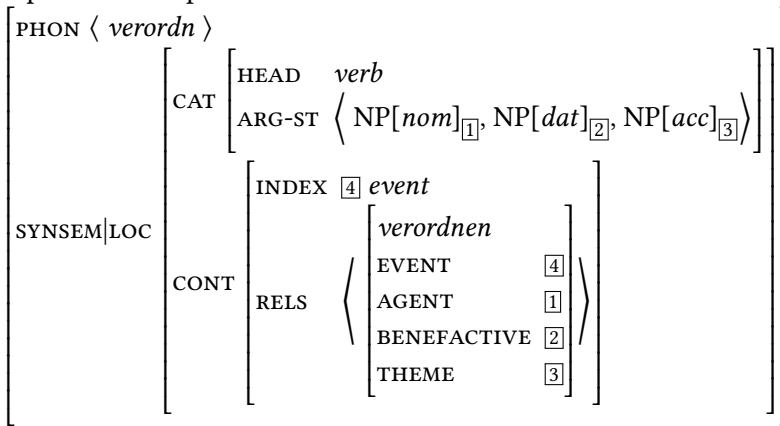 PHON ⟨ verordn ⟩
HEAD verb
CAT
ARG-ST ⟨ NP[nom]1, NP[dat]2, NP[acc]3 ⟩
INDEX 4 event
verordnen
SYNSEM|LOC
EVENT 4
CONT
RELS
AGENT 1
BENEFACTIVE 2
THEME 3